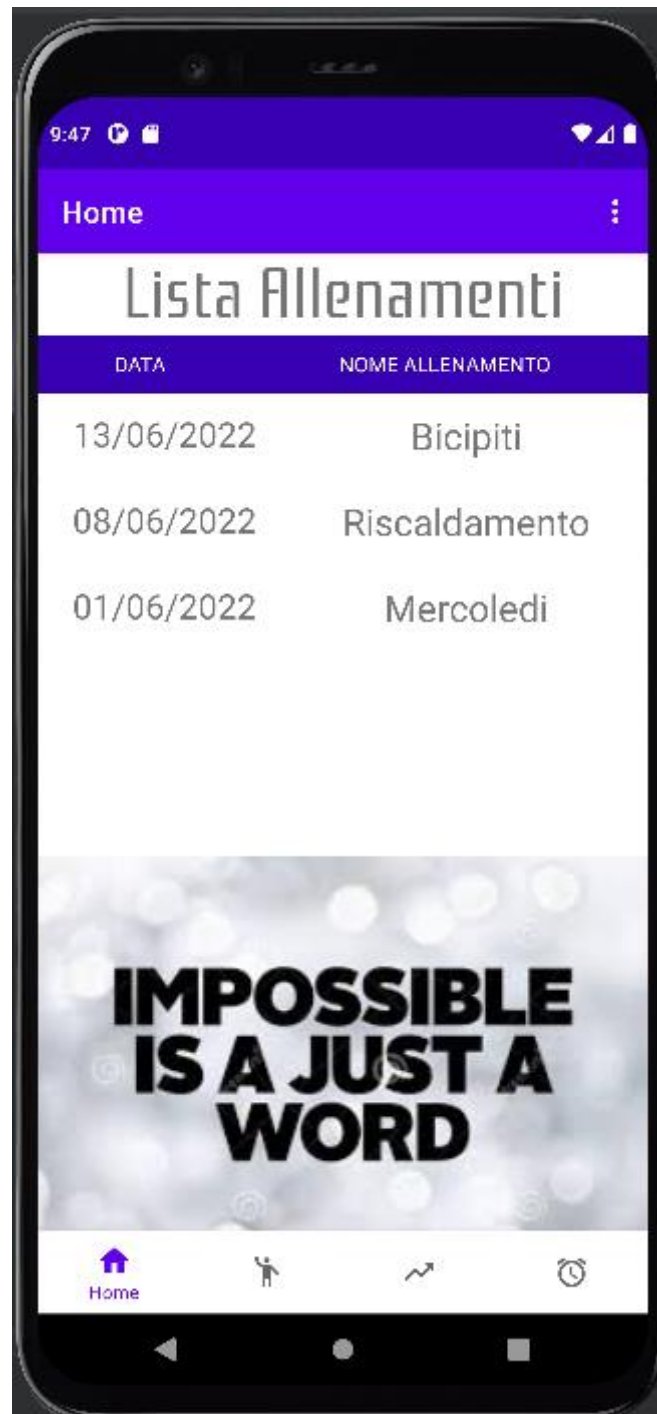 9:47
Home
Lista Allenamenti
DATA NOME ALLENAMENTO
13/06/2022 Bicipiti
08/06/2022 Riscaldamento
01/06/2022 Mercoledi
IMPOSSIBLE
IS A JUST A
WORD
Home